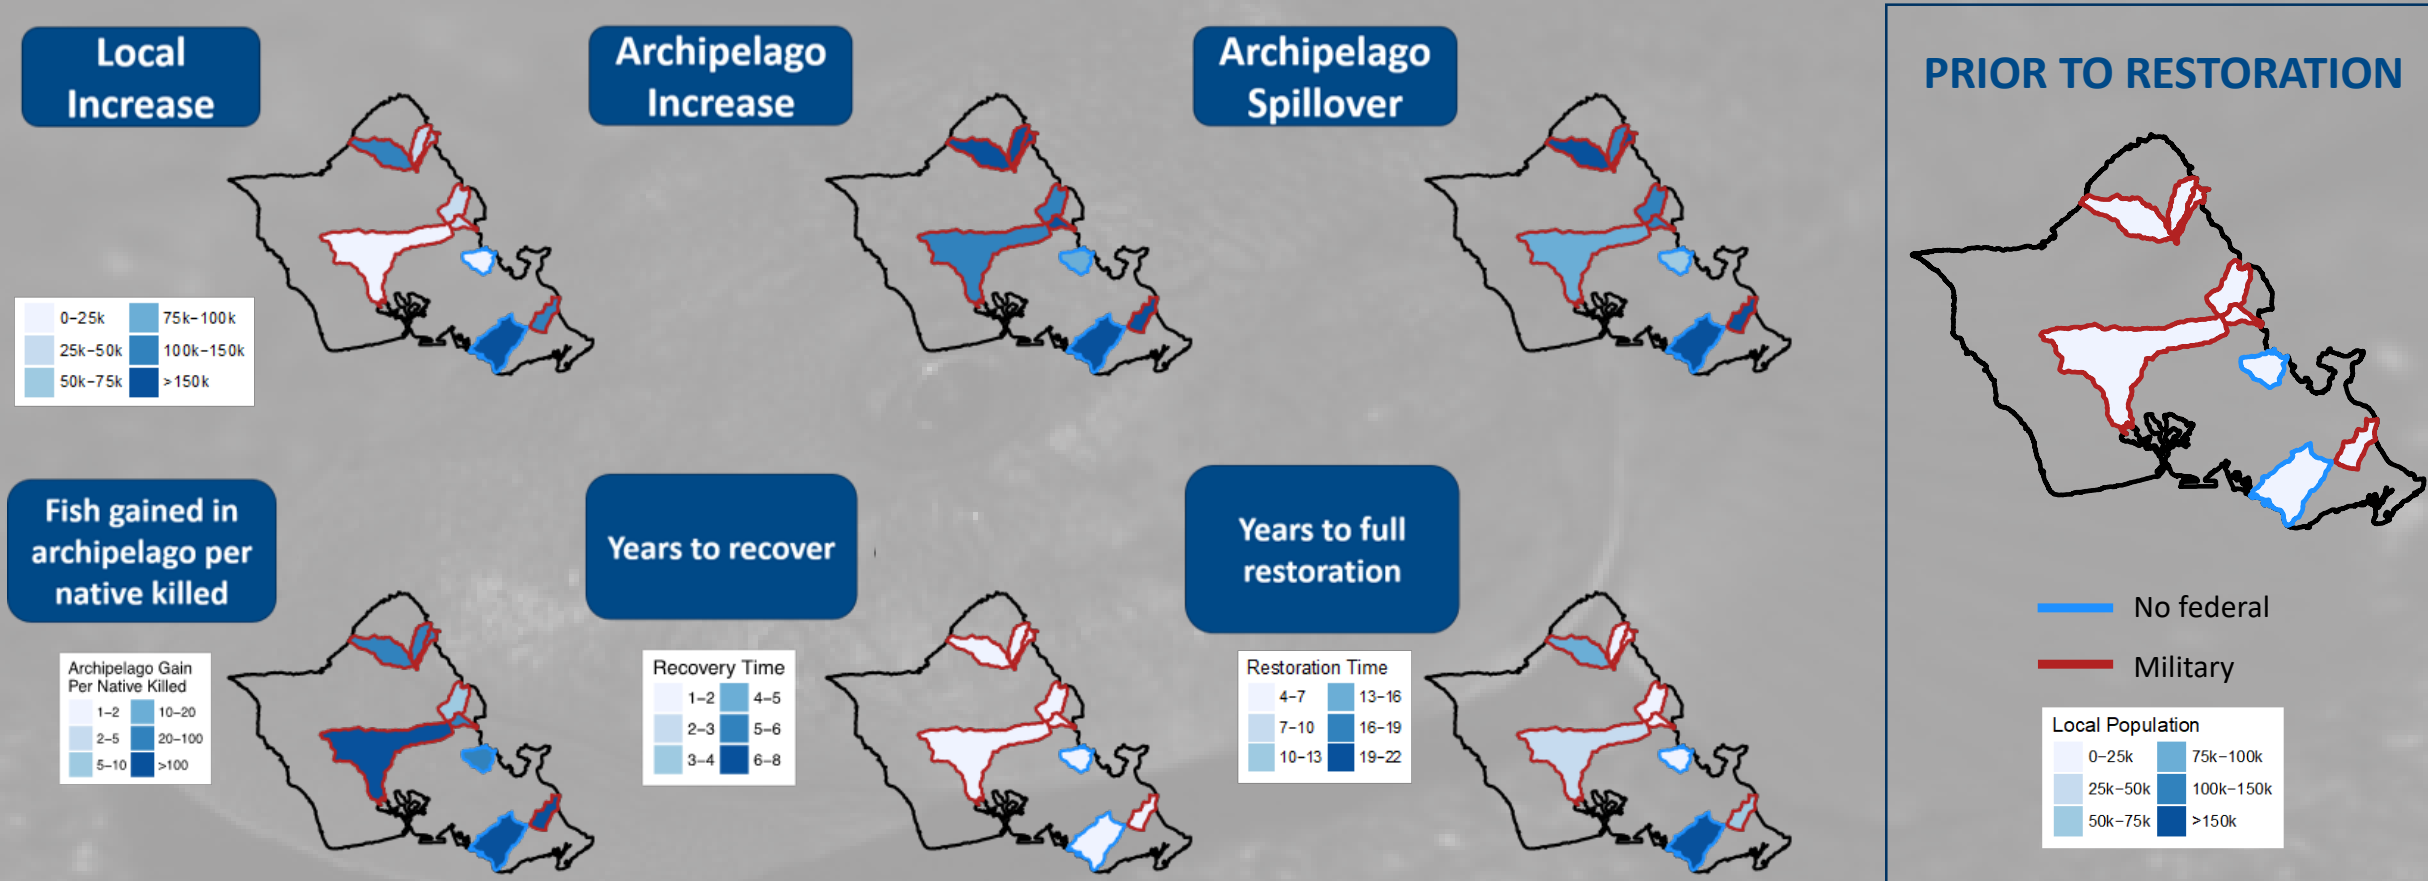 Local
Increase
Archipelago
Increase
Archipelago
Spillover
PRIOR TO RESTORATION
0–25k
75k–100k
25k–50k
100k–150k
50k–75k
>150k
Fish gained in
archipelago per
native killed
Years to recover
Years to full
restoration
No federal
Military
Archipelago Gain
Per Native Killed
1–2
10–20
2–5
20–100
5–10
>100
Recovery Time
1–2
4–5
2–3
5–6
3–4
6–8
Restoration Time
4–7
13–16
7–10
16–19
10–13
19–22
Local Population
0–25k
75k–100k
25k–50k
100k–150k
50k–75k
>150k